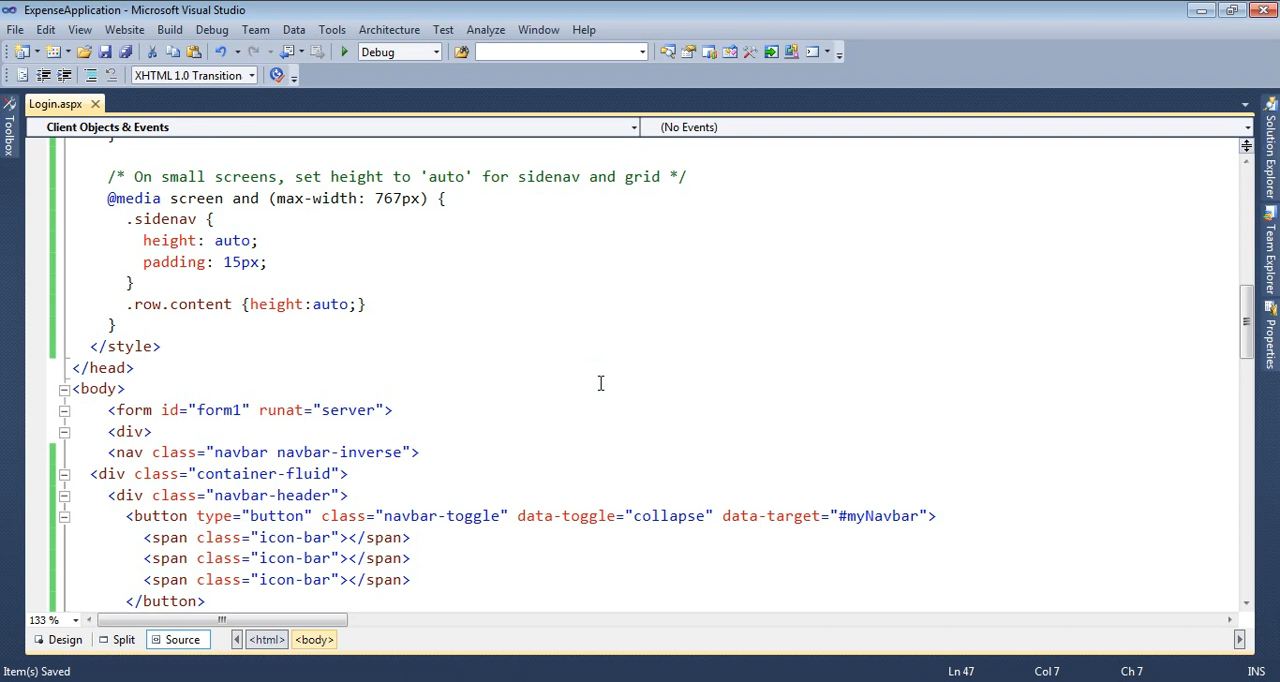 ExpenseApplication - Microsoft Visual Studio
File Edit View Website Build Debug Team Data Tools Architecture Test Analyze Window Help
Debug
XHTML 1.0 Transition
Login.aspx
Client Objects & Events (No Events)
Toolbox
Solution Explorer
Team Explorer
Properties
}
/* On small screens, set height to 'auto' for sidenav and grid */
@media screen and (max-width: 767px) {
.sidenav {
height: auto;
padding: 15px;
}
.row.content {height:auto;}
}
</style>
</head>
<body>
<form id="form1" runat="server">
<div>
<nav class="navbar navbar-inverse">
<div class="container-fluid">
<div class="navbar-header">
<button type="button" class="navbar-toggle" data-toggle="collapse" data-target="#myNavbar">
<span class="icon-bar"></span>
<span class="icon-bar"></span>
<span class="icon-bar"></span>
</button>
133 %
Design Split Source <html> <body>
Item(s) Saved Ln 47 Col 7 Ch 7 INS